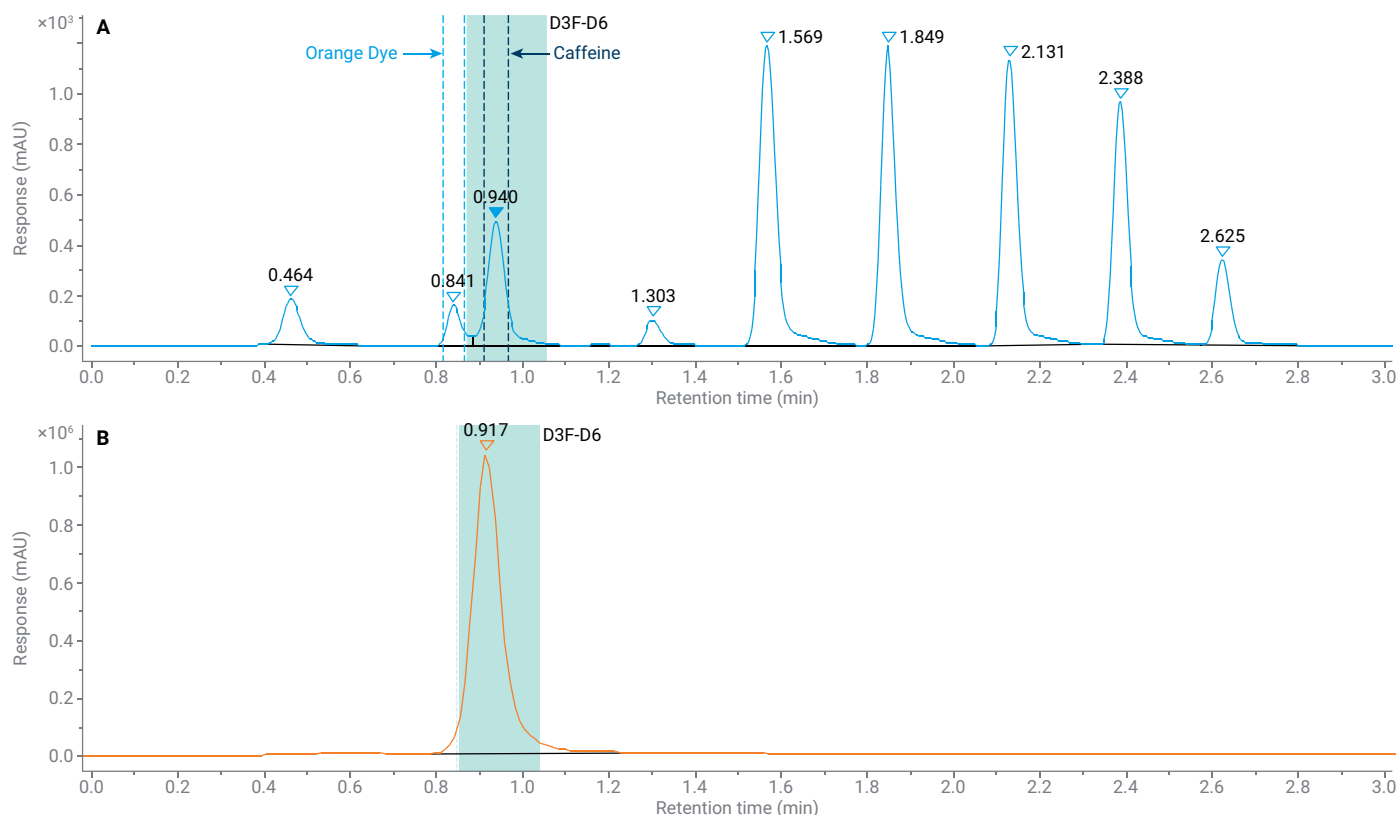 ×10³
A
D3F-D6
Orange Dye
Caffeine
1.569
1.849
2.131
2.388
0.940
2.625
0.464
0.841
1.303
Response (mAU)
1.0
0.8
0.6
0.4
0.2
0.0
0.0 0.2 0.4 0.6 0.8 1.0 1.2 1.4 1.6 1.8 2.0 2.2 2.4 2.6 2.8 3.0
Retention time (min)
×10⁶
B
0.917
D3F-D6
Response (mAU)
1.0
0.8
0.6
0.4
0.2
0.0
0.0 0.2 0.4 0.6 0.8 1.0 1.2 1.4 1.6 1.8 2.0 2.2 2.4 2.6 2.8 3.0
Retention time (min)